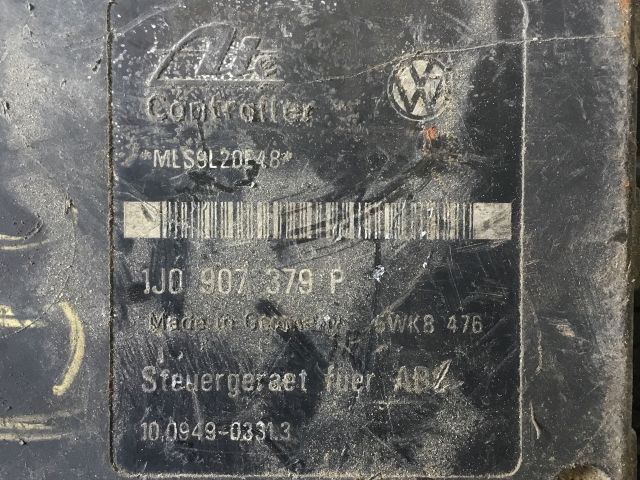 Ate
Controller
*MLS9L20E48*
1J0 907 379 P
Made in Germany 5WK8 476
Steuergeraet fuer ABS
10.0949-0331.3